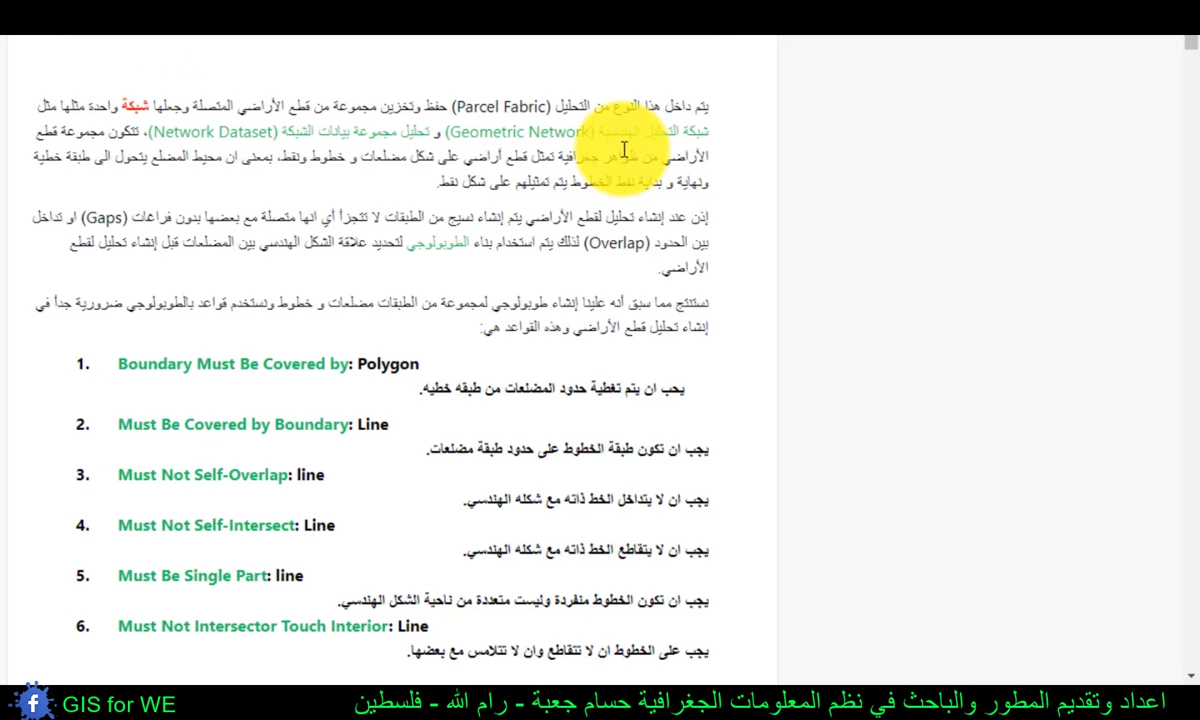 يتم داخل هذا النوع من التحليل (Parcel Fabric) حفظ وتخزين مجموعة من قطع الأراضي المتصلة وجعلها شبكة واحدة مثلها مثل
شبكة التحليل الهندسية (Geometric Network) و تحليل مجموعة بيانات الشبكة (Network Dataset)، تتكون مجموعة قطع
الأراضي من ظواهر جغرافية تمثل قطع أراضي على شكل مضلعات و خطوط ونقط، بمعنى ان محيط المضلع يتحول الى طبقة خطية
ونهاية و بداية نقط الخطوط يتم تمثيلهم على شكل نقط.
إذن عند إنشاء تحليل لقطع الأراضي يتم إنشاء نسيج من الطبقات لا تتجزأ أي انها متصلة مع بعضها بدون فراغات (Gaps) او تداخل
بين الحدود (Overlap) لذلك يتم استخدام بناء الطوبولوجي لتحديد علاقة الشكل الهندسي بين المضلعات قبل إنشاء تحليل لقطع
الأراضي.
نستنتج مما سبق أنه علينا إنشاء طوبولوجي لمجموعة من الطبقات مضلعات و خطوط ونستخدم قواعد بالطوبولوجي ضرورية جدأ في
إنشاء تحليل قطع الأراضي وهذه القواعد هي:
1. Boundary Must Be Covered by: Polygon
يحب ان يتم تغطية حدود المضلعات من طبقه خطيه.
2. Must Be Covered by Boundary: Line
يجب ان تكون طبقة الخطوط على حدود طبقة مضلعات.
3. Must Not Self-Overlap: line
يجب ان لا يتداخل الخط ذاته مع شكله الهندسي.
4. Must Not Self-Intersect: Line
يجب ان لا يتقاطع الخط ذاته مع شكله الهندسي.
5. Must Be Single Part: line
يجب ان تكون الخطوط منفردة وليست متعددة من ناحية الشكل الهندسي.
6. Must Not Intersector Touch Interior: Line
يجب على الخطوط ان لا تتقاطع وان لا تتلامس مع بعضها.
f GIS for WE اعداد وتقديم المطور والباحث في نظم المعلومات الجغرافية حسام جعبة - رام الله - فلسطين